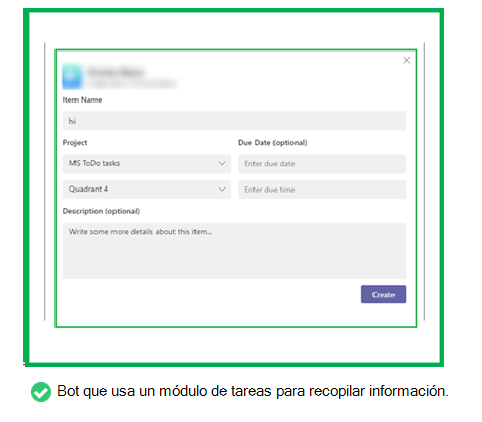 Item Name
hi
Project
Due Date (optional)
MS ToDo tasks
Enter due date
Quadrant 4
Enter due time
Description (optional)
Write some more details about this item...
Create
Bot que usa un módulo de tareas para recopilar información.